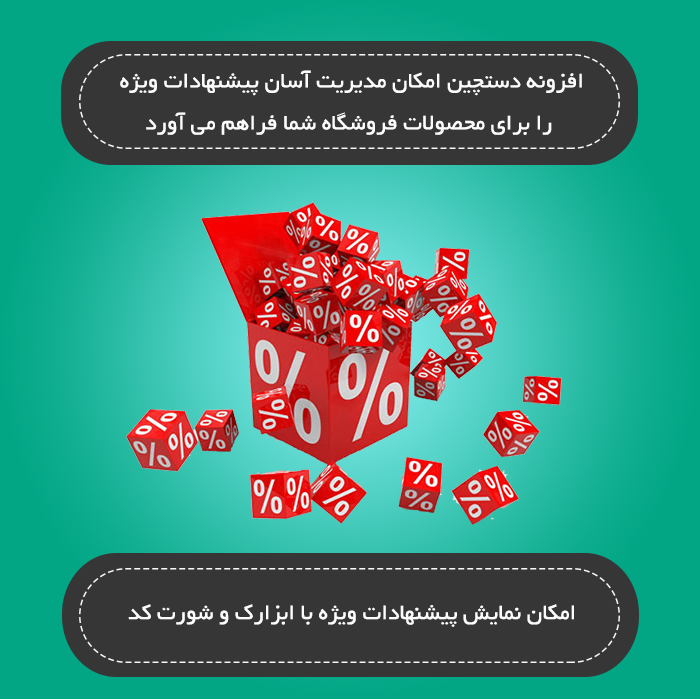 افزونه دستچین امکان مدیریت آسان پیشنهادات ویژه
را برای محصولات فروشگاه شما فراهم می آورد
%
امکان نمایش پیشنهادات ویژه با ابزارک و شورت کد